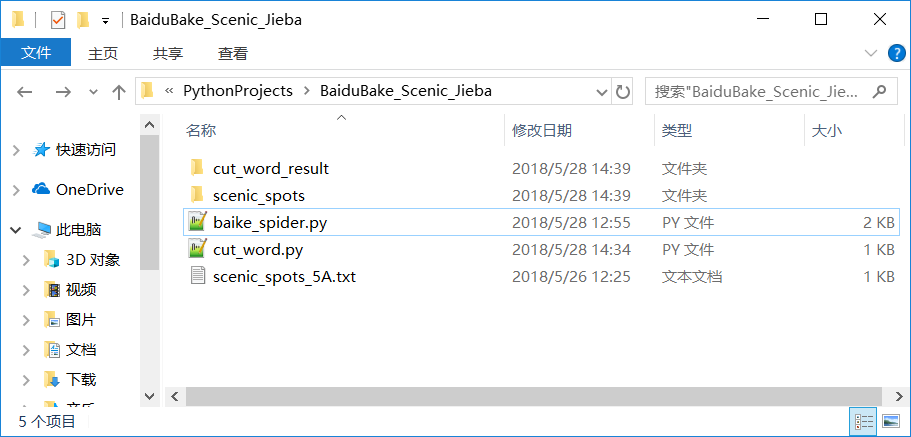 BaiduBake_Scenic_Jieba
文件 主页 共享 查看
« PythonProjects BaiduBake_Scenic_Jieba 搜索"BaiduBake_Scenic_Jie...
名称 修改日期 类型 大小
快速访问
OneDrive
此电脑
3D 对象
视频
图片
文档
下载
音乐
cut_word_result 2018/5/28 14:39 文件夹
scenic_spots 2018/5/28 14:39 文件夹
baike_spider.py 2018/5/28 12:55 PY 文件 2 KB
cut_word.py 2018/5/28 14:34 PY 文件 1 KB
scenic_spots_5A.txt 2018/5/26 12:25 文本文档 1 KB
5 个项目